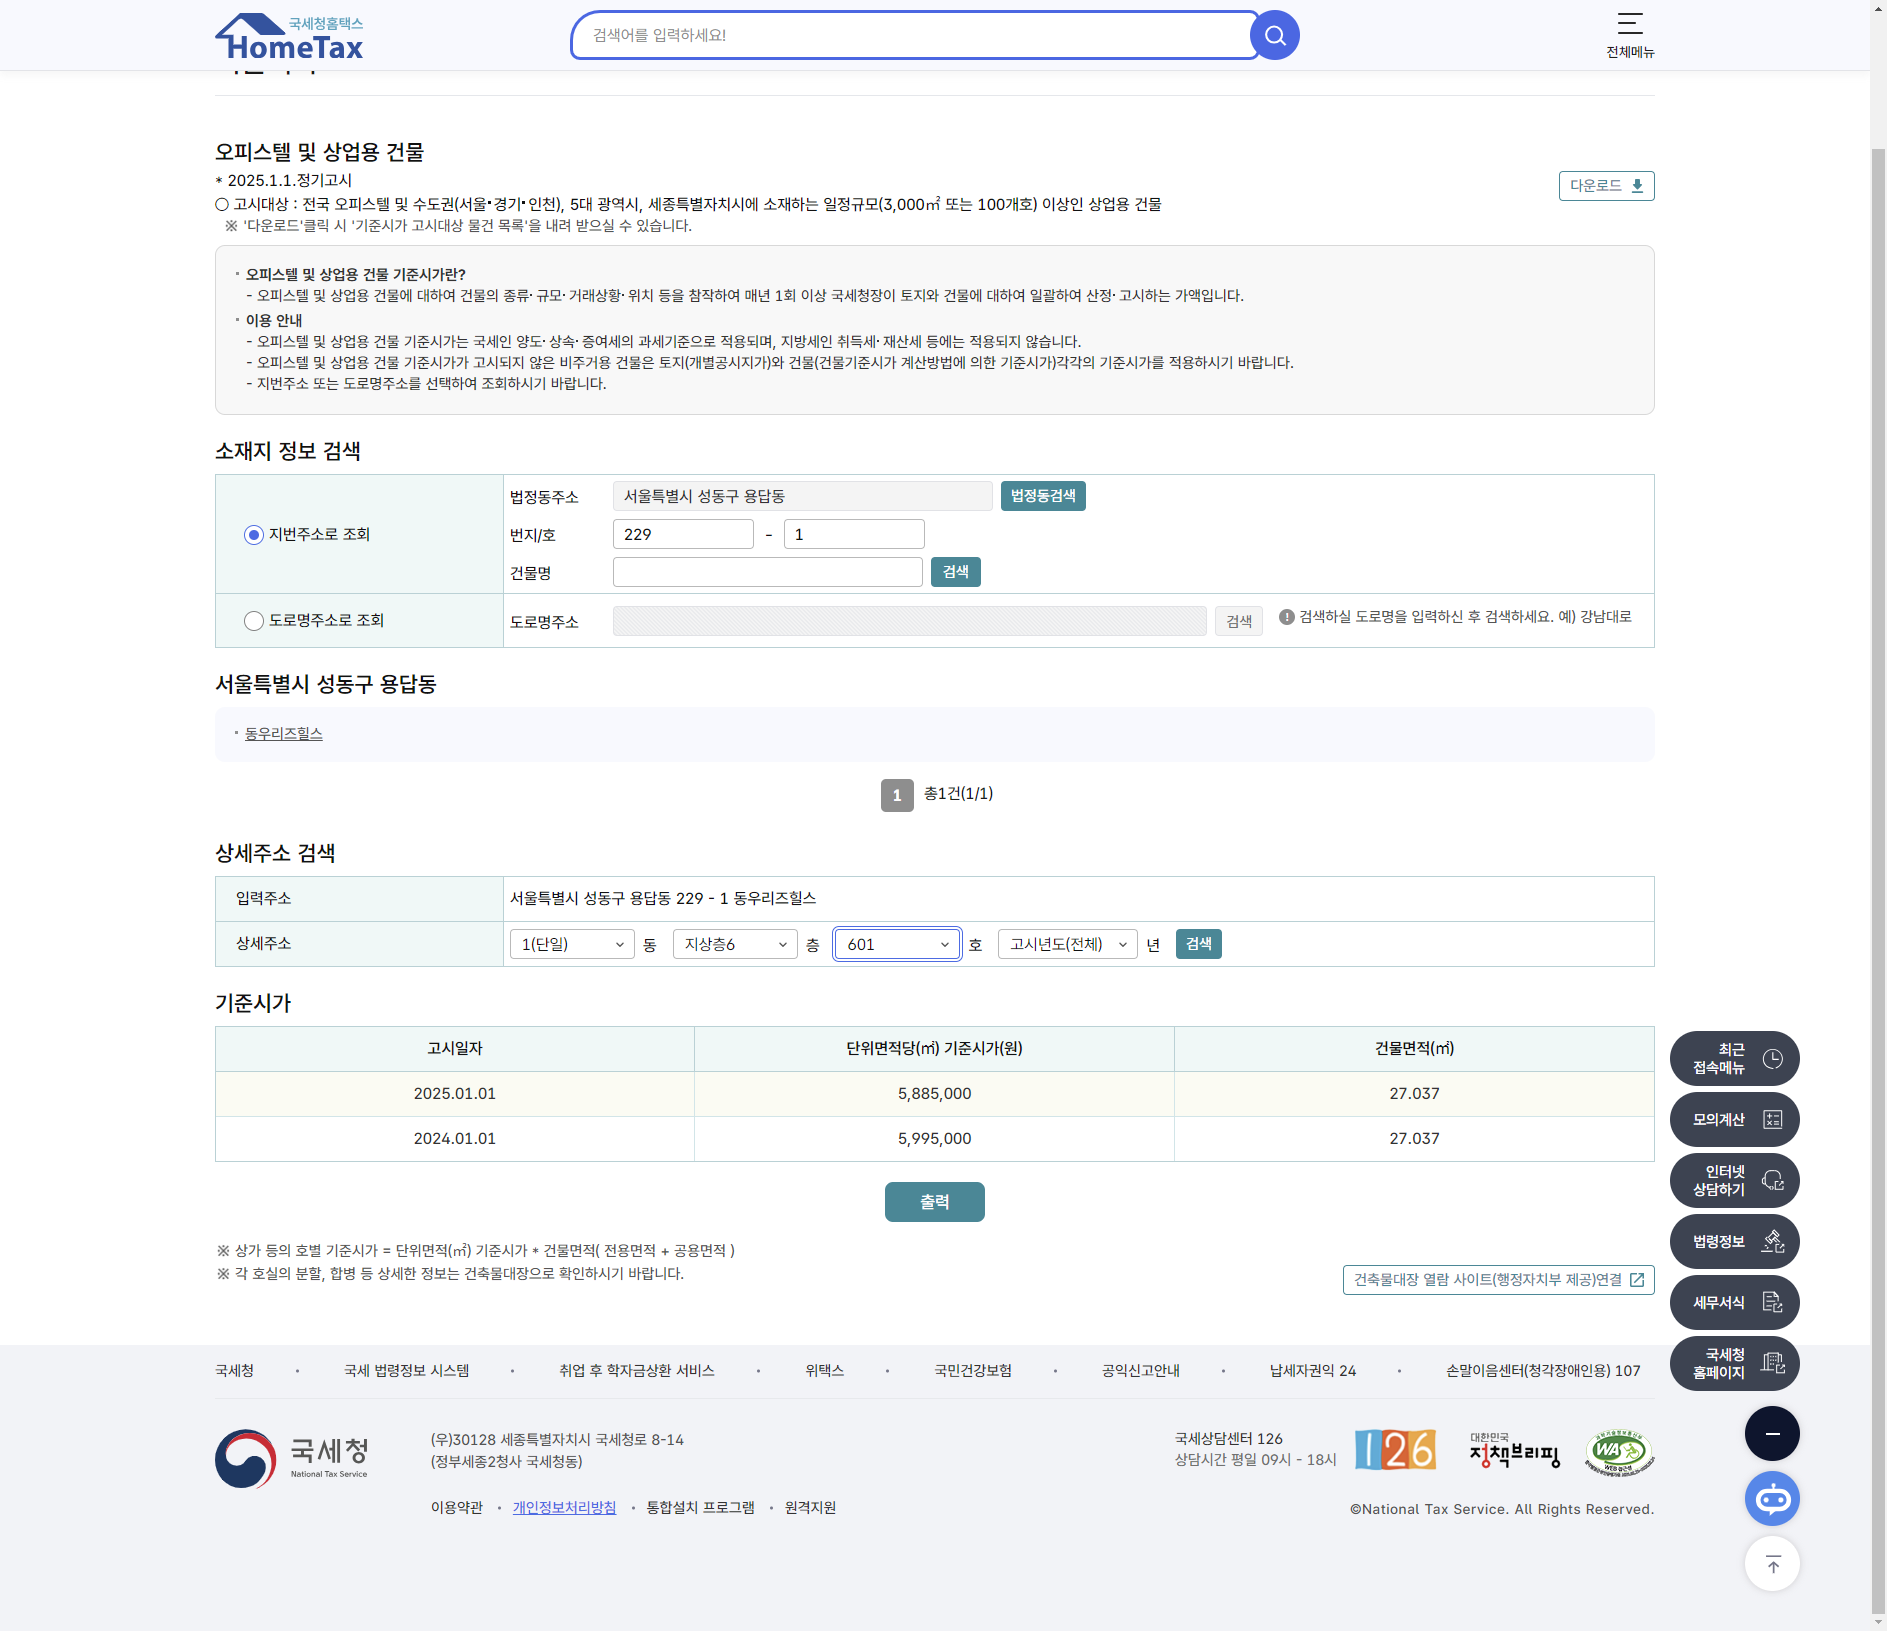 국세청홈택스
HomeTax
검색어를 입력하세요!
전체메뉴
오피스텔 및 상업용 건물
* 2025.1.1.정기고시
○ 고시대상 : 전국 오피스텔 및 수도권(서울･경기･인천), 5대 광역시, 세종특별자치시에 소재하는 일정규모(3,000㎡ 또는 100개호) 이상인 상업용 건물
다운로드
※ '다운로드'클릭 시 '기준시가 고시대상 물건 목록'을 내려 받으실 수 있습니다.
· 오피스텔 및 상업용 건물 기준시가란?
- 오피스텔 및 상업용 건물에 대하여 건물의 종류· 규모· 거래상황· 위치 등을 참작하여 매년 1회 이상 국세청장이 토지와 건물에 대하여 일괄하여 산정· 고시하는 가액입니다.
· 이용 안내
- 오피스텔 및 상업용 건물 기준시가는 국세인 양도· 상속· 증여세의 과세기준으로 적용되며, 지방세인 취득세· 재산세 등에는 적용되지 않습니다.
- 오피스텔 및 상업용 건물 기준시가가 고시되지 않은 비주거용 건물은 토지(개별공시지가)와 건물(건물기준시가 계산방법에 의한 기준시가)각각의 기준시가를 적용하시기 바랍니다.
- 지번주소 또는 도로명주소를 선택하여 조회하시기 바랍니다.
소재지 정보 검색
지번주소로 조회
법정동주소 서울특별시 성동구 용답동 법정동검색
번지/호 229 - 1
건물명 검색
도로명주소로 조회 도로명주소 검색 검색하실 도로명을 입력하신 후 검색하세요. 예) 강남대로
서울특별시 성동구 용답동
· 동우리즈힐스
1 총1건(1/1)
상세주소 검색
입력주소 서울특별시 성동구 용답동 229 - 1 동우리즈힐스
상세주소 1(단일) 동 지상층6 층 601 호 고시년도(전체) 년 검색
기준시가
고시일자 단위면적당(㎡) 기준시가(원) 건물면적(㎡)
2025.01.01 5,885,000 27.037
2024.01.01 5,995,000 27.037
출력
※ 상가 등의 호별 기준시가 = 단위면적(㎡) 기준시가 * 건물면적( 전용면적 + 공용면적 )
※ 각 호실의 분할, 합병 등 상세한 정보는 건축물대장으로 확인하시기 바랍니다.
건축물대장 열람 사이트(행정자치부 제공)연결
최근
접속메뉴
모의계산
인터넷
상담하기
법령정보
세무서식
국세청
홈페이지
국세청 · 국세 법령정보 시스템 · 취업 후 학자금상환 서비스 · 위택스 · 국민건강보험 · 공익신고안내 · 납세자권익 24 · 손말이음센터(청각장애인용) 107
국세청
National Tax Service
(우)30128 세종특별자치시 국세청로 8-14
(정부세종2청사 국세청동)
이용약관 · 개인정보처리방침 · 통합설치 프로그램 · 원격지원
국세상담센터 126
상담시간 평일 09시 - 18시
126
대한민국
정책브리핑
WA
WEB 접근성
©National Tax Service. All Rights Reserved.